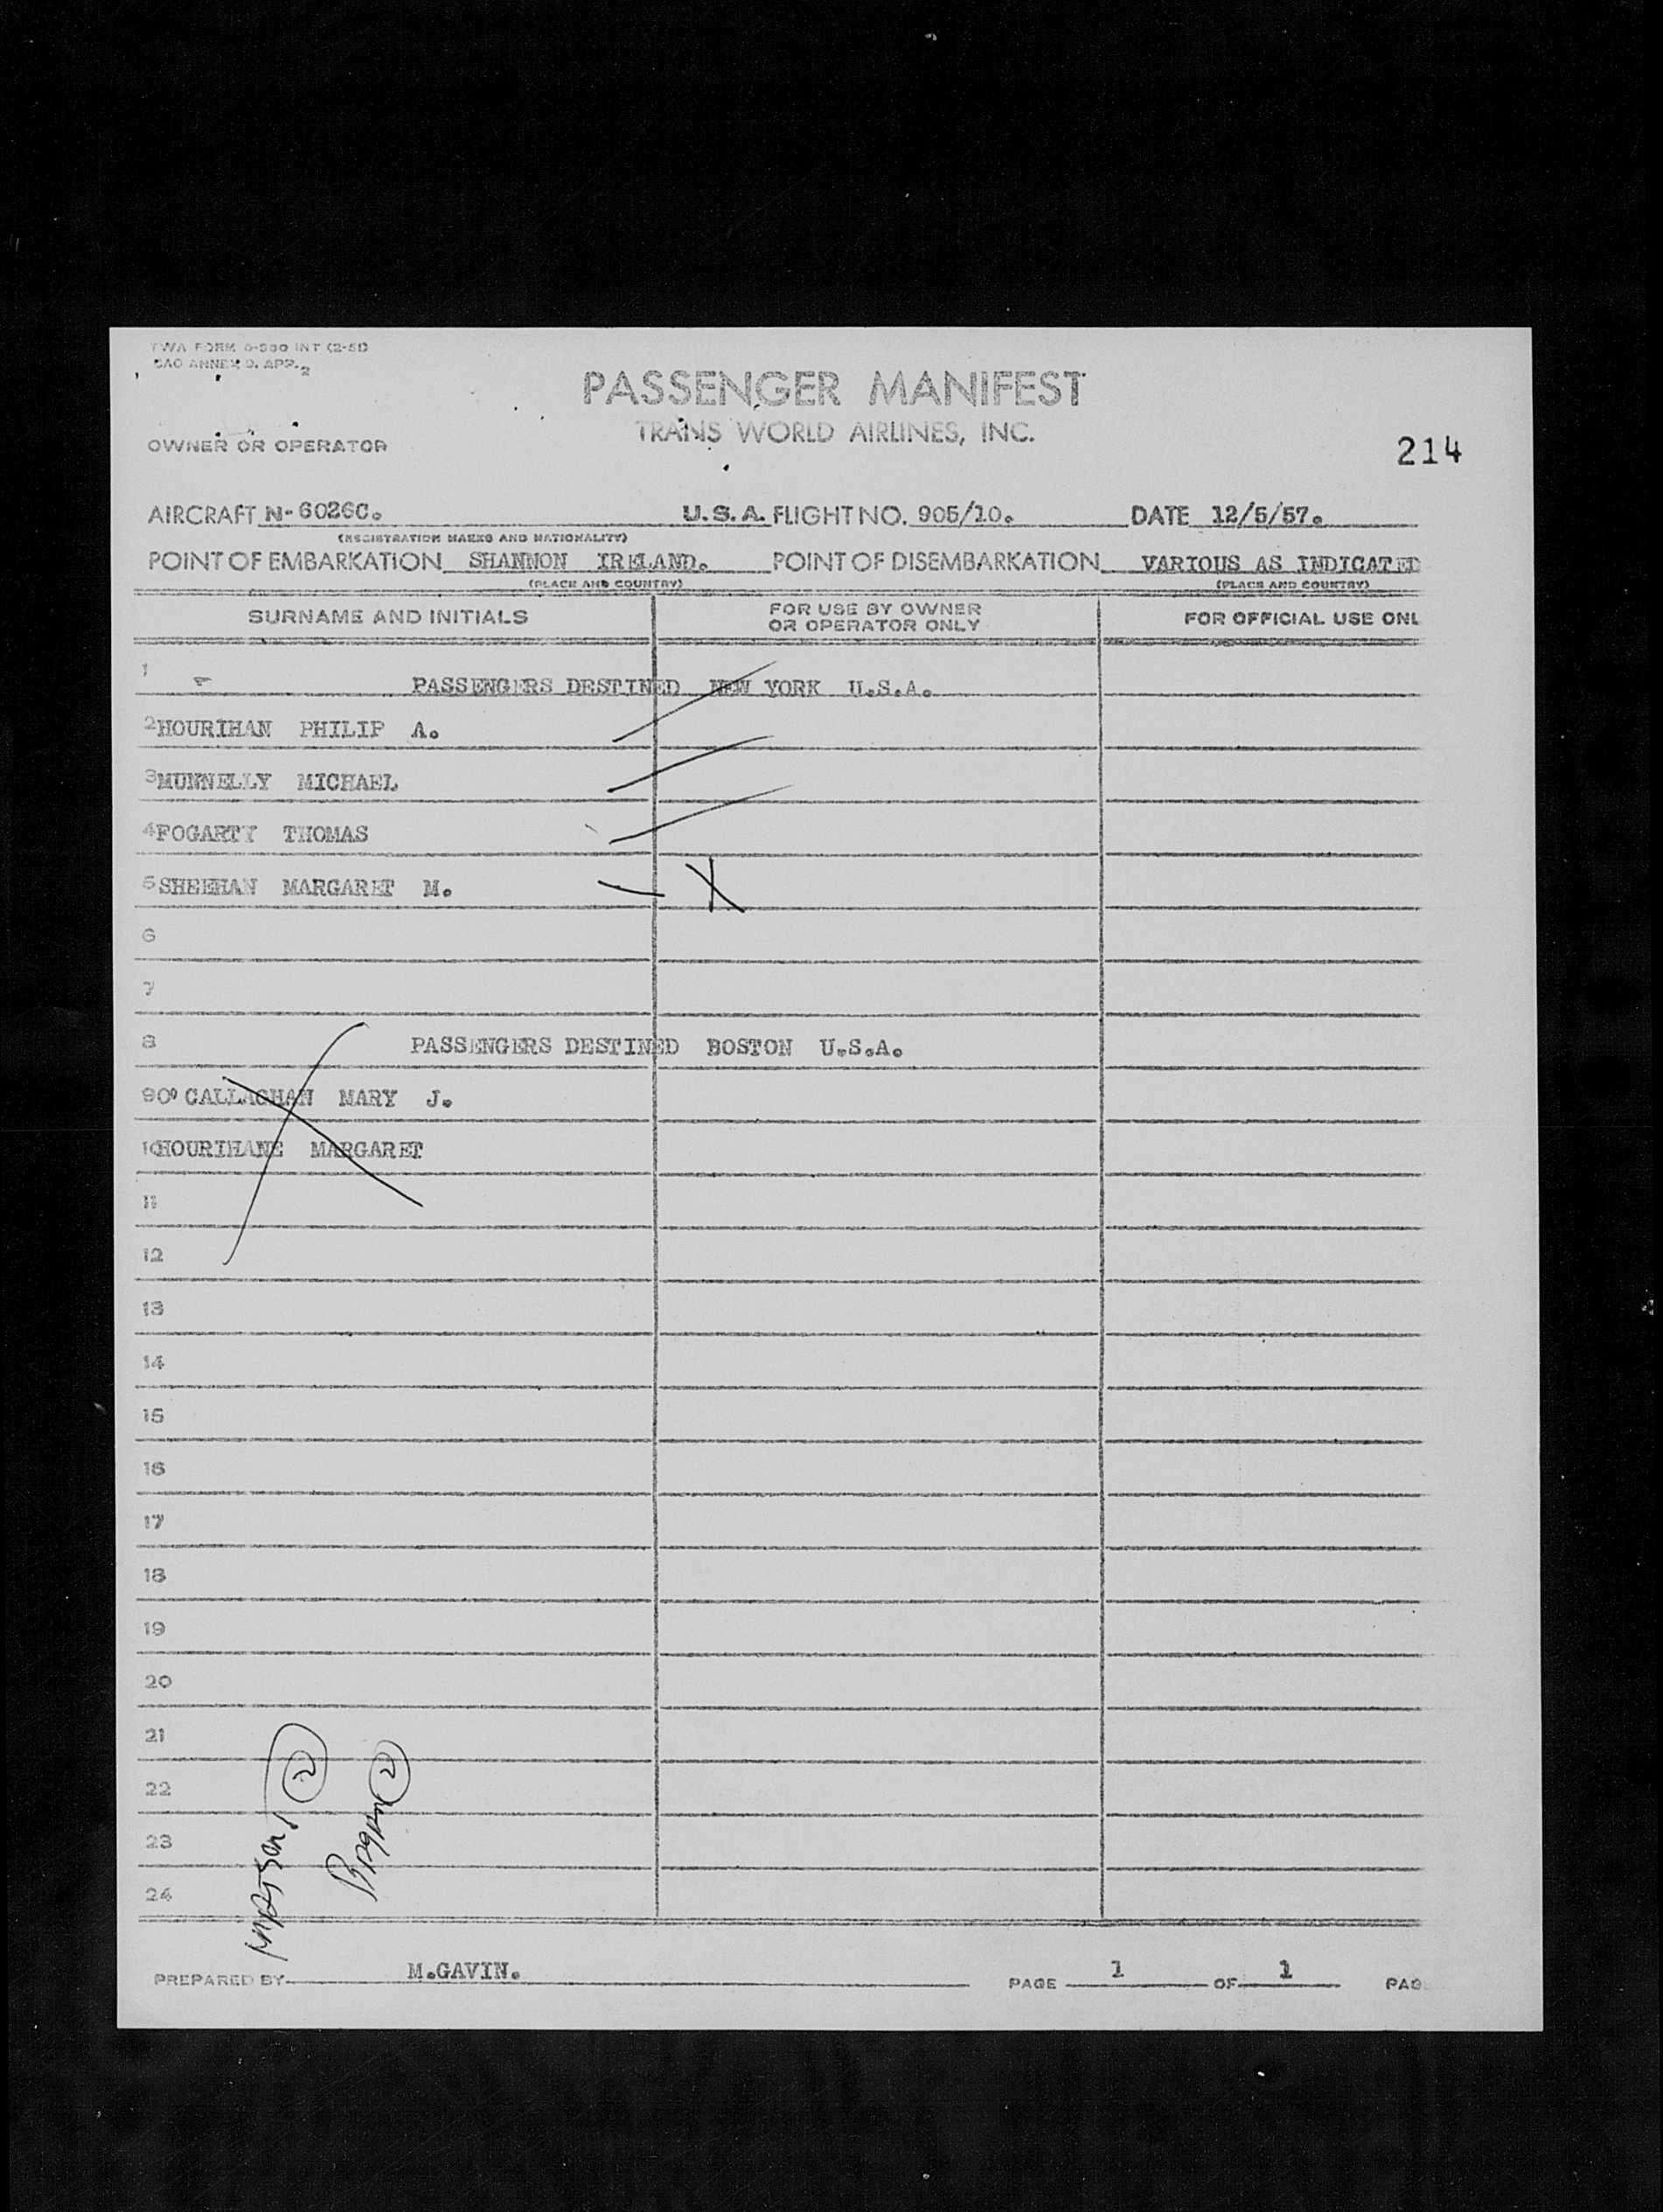 TWA FORM
PASSENGER MANIFEST
TRANS WORLD AIRLINES, INC.
OWNER OR OPERATOR
214
AIRCRAFT N-6026C. U.S.A. FLIGHT NO. 905/10. DATE 12/5/57.
(REGISTRATION MARKS AND NATIONALITY)
POINT OF EMBARKATION SHANNON IRELAND. POINT OF DISEMBARKATION VARIOUS AS INDICATED
(PLACE AND COUNTRY) (PLACE AND COUNTRY)
SURNAME AND INITIALS FOR USE BY OWNER OR OPERATOR ONLY FOR OFFICIAL USE ONL
1 PASSENGERS DESTINED NEW YORK U.S.A.
2 HOURIHAN PHILIP A.
3 MUNNELLY MICHAEL
4 FOGARTY THOMAS
5 SHEEHAN MARGARET M. X
6
7
8 PASSENGERS DESTINED BOSTON U.S.A.
9 O' CALLAGHAN MARY J.
10 HOURIHANE MARGARET
11
12
13
14
15
16
17
18
19
20
21
22
23
24
PREPARED BY M.GAVIN. PAGE 1 OF 1 PAG